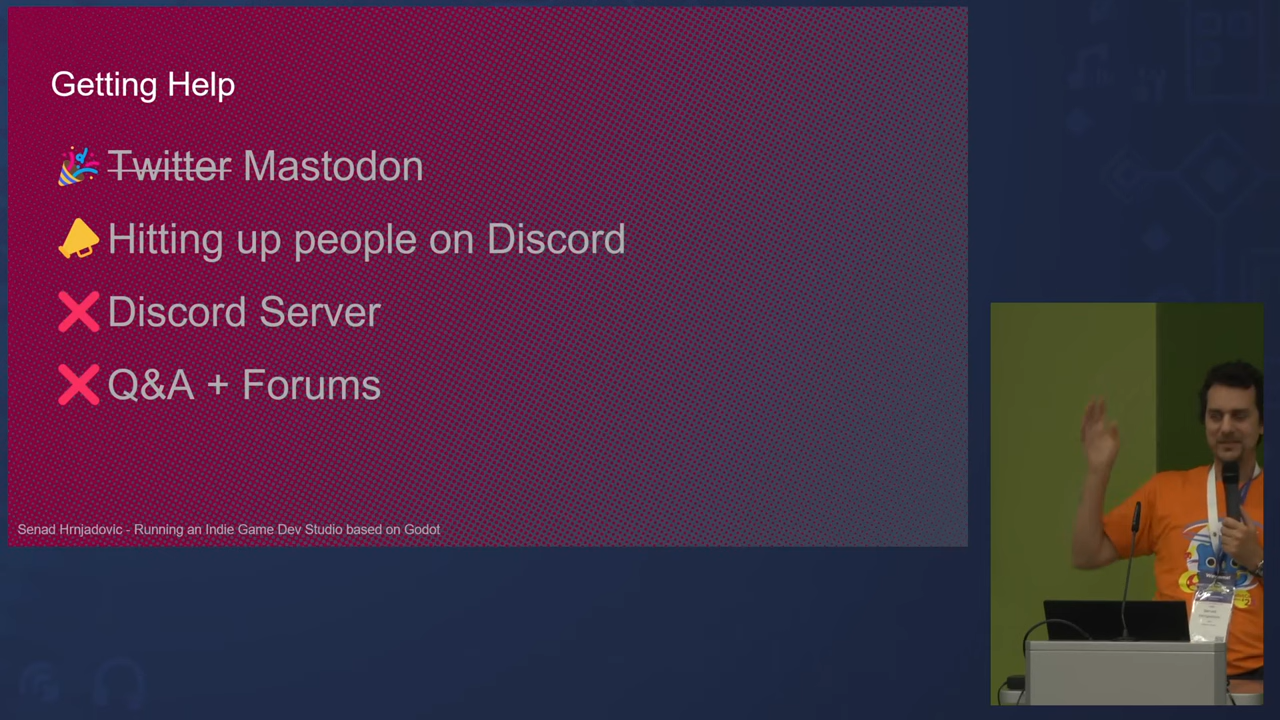 Getting Help
🎉 Twitter Mastodon
📣 Hitting up people on Discord
❌ Discord Server
❌ Q&A + Forums
Senad Hrnjadovic - Running an Indie Game Dev Studio based on Godot